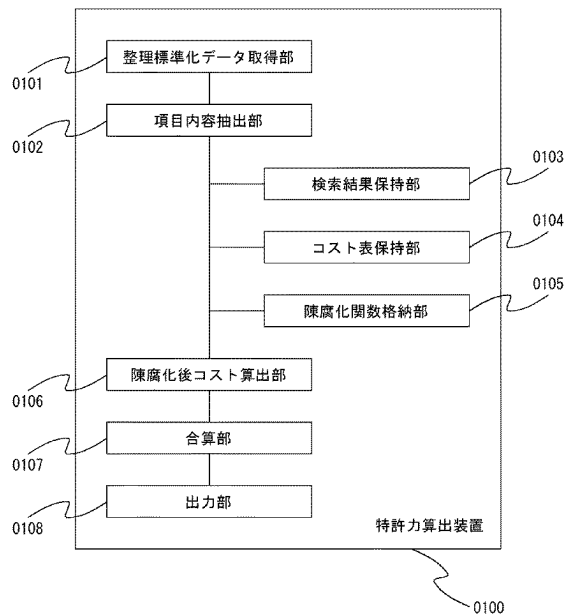 整理標準化データ取得部
0101
項目内容抽出部
0102
検索結果保持部
0103
コスト表保持部
0104
陳腐化関数格納部
0105
陳腐化後コスト算出部
0106
合算部
0107
出力部
0108
特許力算出装置
0100